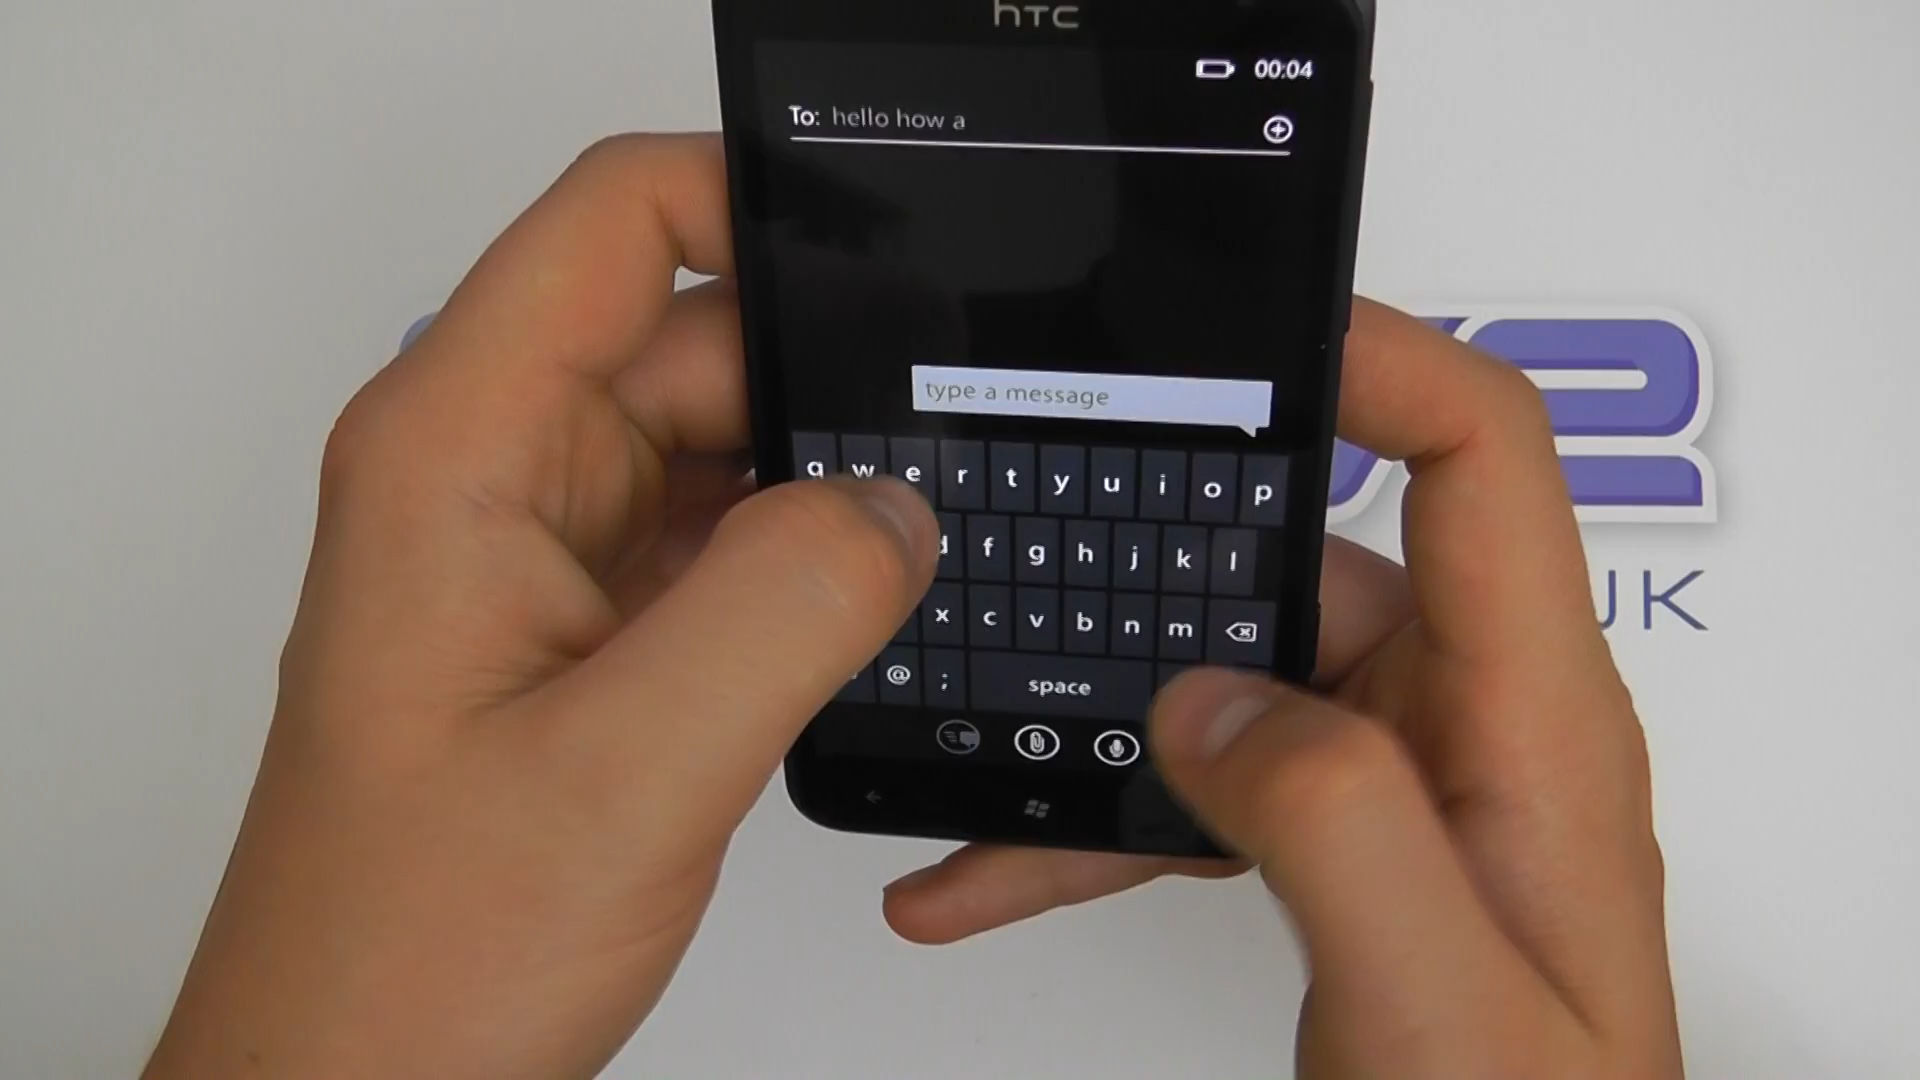 hTC
00:04
To: hello how a
type a message
q w e r t y u i o p
d f g h j k l
x c v b n m
@ ; space
UK